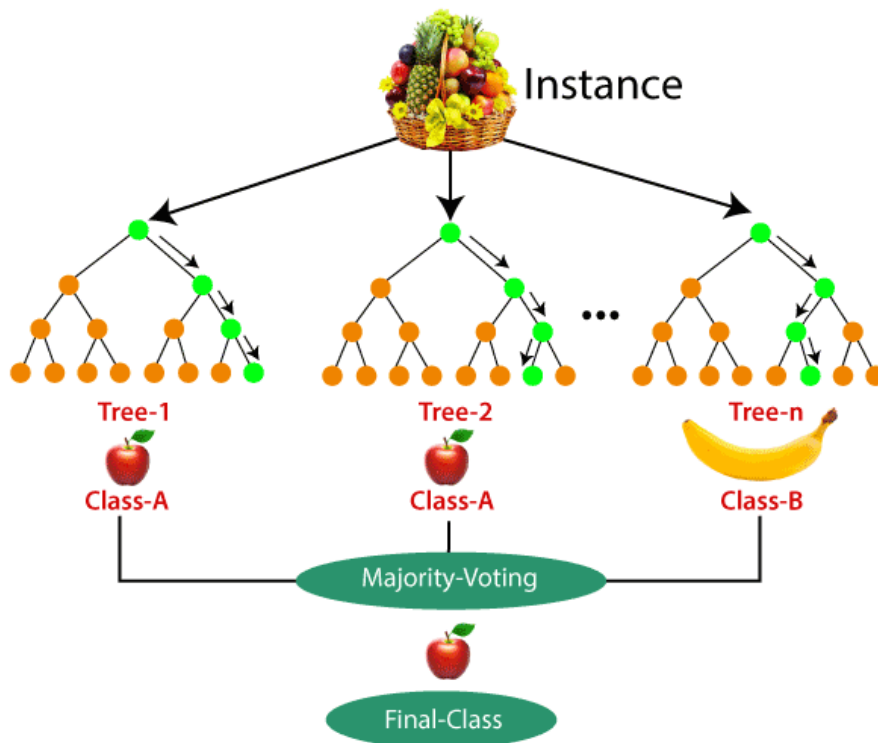 Instance
...
Tree-1
Tree-2
Tree-n
Class-A
Class-A
Class-B
Majority-Voting
Final-Class